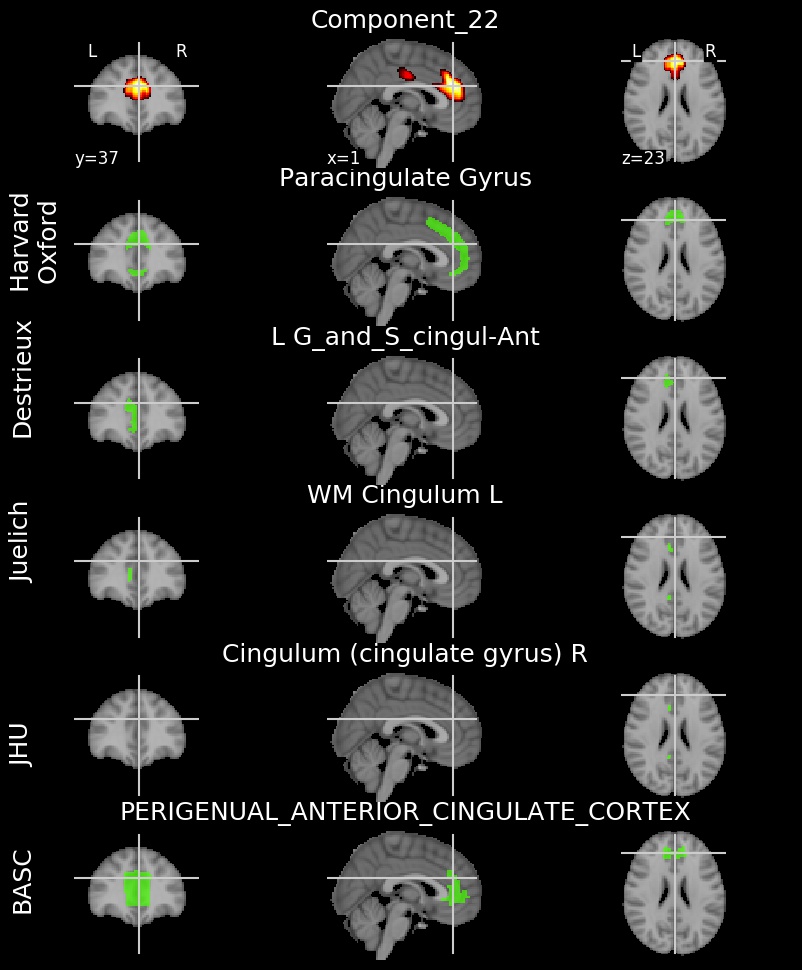 Component_22
L R L R
y=37 x=1 z=23
Paracingulate Gyrus
Harvard
Oxford
L G_and_S_cingul-Ant
Destrieux
WM Cingulum L
Juelich
Cingulum (cingulate gyrus) R
JHU
PERIGENUAL_ANTERIOR_CINGULATE_CORTEX
BASC